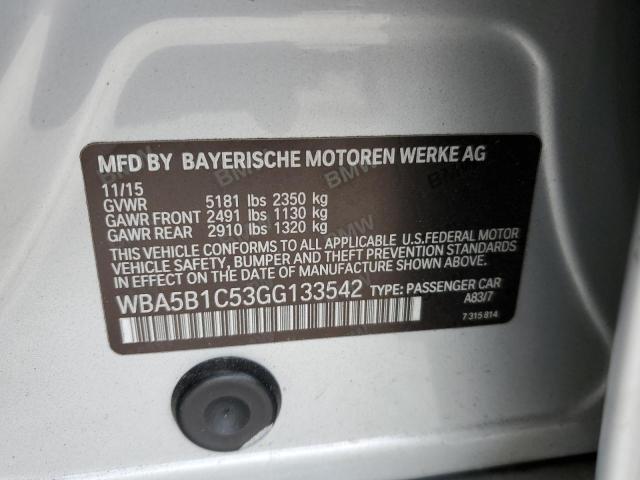 MFD BY BAYERISCHE MOTOREN WERKE AG
11/15
GVWR 5181 lbs 2350 kg
GAWR FRONT 2491 lbs 1130 kg
GAWR REAR 2910 lbs 1320 kg
THIS VEHICLE CONFORMS TO ALL APPLICABLE U.S.FEDERAL MOTOR
VEHICLE SAFETY, BUMPER, AND THEFT PREVENTION STANDARDS
IN EFFECT ON THE DATE OF MANUFACTURE SHOWN ABOVE.
WBA5B1C53GG133542 TYPE: PASSENGER CAR
A83/7
7 315 814